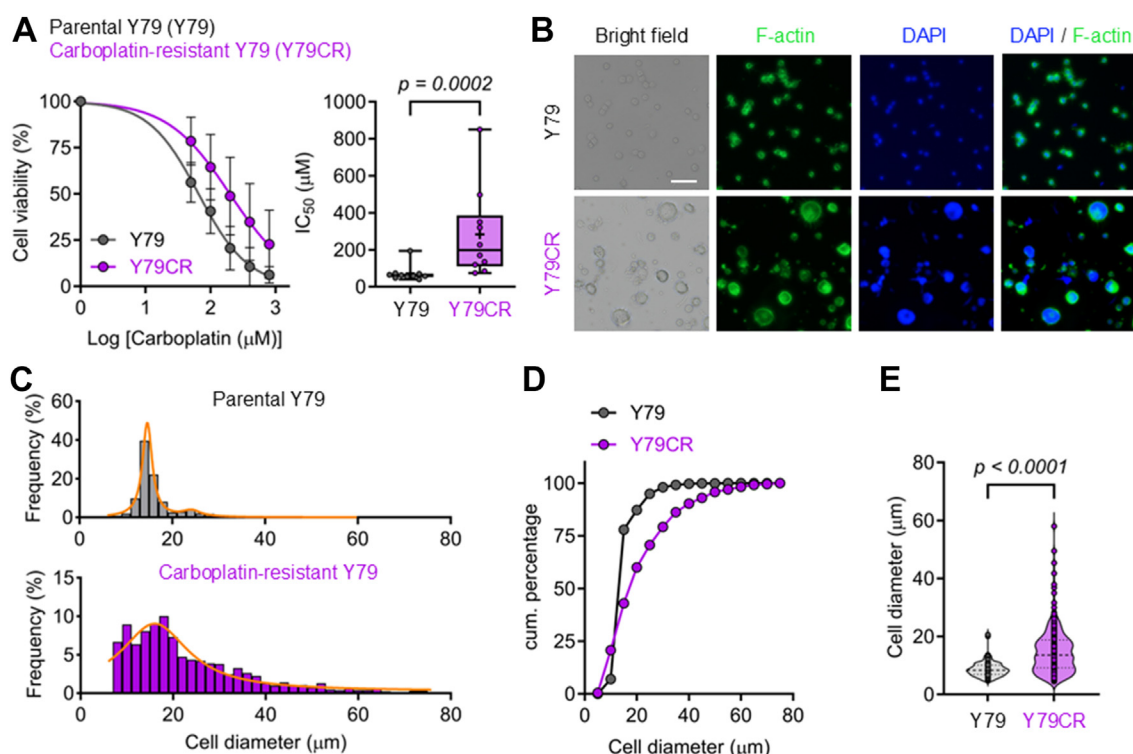 A
Parental Y79 (Y79)
Carboplatin-resistant Y79 (Y79CR)
Cell viability (%)
100
75
50
25
0
Y79
Y79CR
0 1 2 3
Log [Carboplatin (µM)]
p = 0.0002
IC50 (µM)
1000
800
600
400
200
0
Y79 Y79CR
B
Bright field F-actin DAPI DAPI / F-actin
Y79
Y79CR
C
Parental Y79
Frequency (%)
60
40
20
0
0 20 40 60 80
Carboplatin-resistant Y79
Frequency (%)
15
10
5
0
0 20 40 60 80
Cell diameter (µm)
D
Y79
Y79CR
cum. percentage
100
75
50
25
0
0 20 40 60 80
Cell diameter (µm)
E
p < 0.0001
Cell diameter (µm)
80
60
40
20
0
Y79 Y79CR